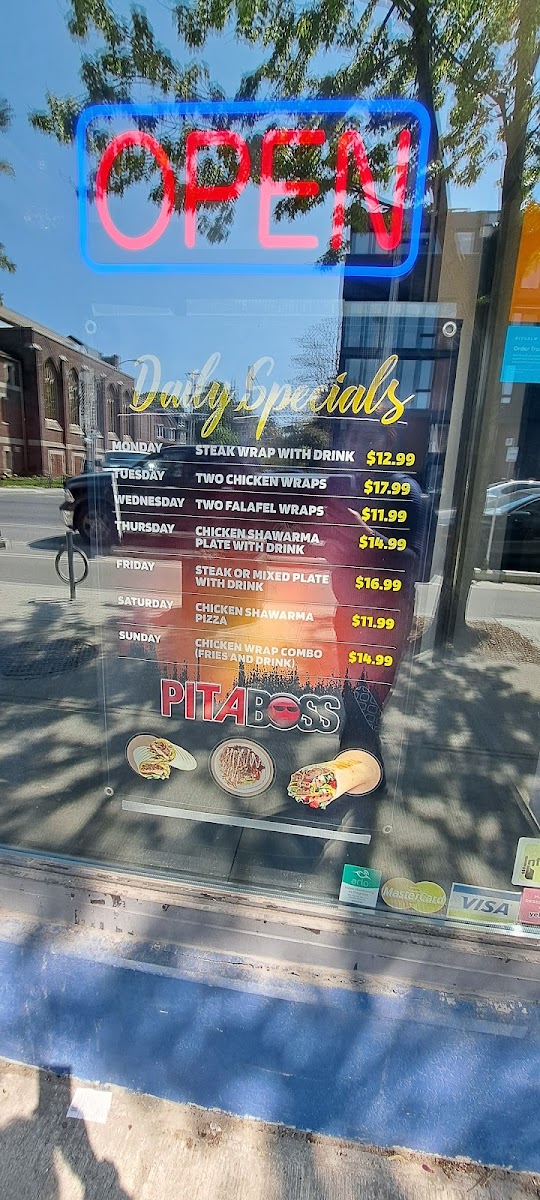 OPEN
Daily Specials
MONDAY STEAK WRAP WITH DRINK $12.99
TUESDAY TWO CHICKEN WRAPS $17.99
WEDNESDAY TWO FALAFEL WRAPS $11.99
THURSDAY CHICKEN SHAWARMA
PLATE WITH DRINK $14.99
FRIDAY STEAK OR MIXED PLATE
WITH DRINK $16.99
SATURDAY CHICKEN SHAWARMA
PIZZA $11.99
SUNDAY CHICKEN WRAP COMBO
(FRIES AND DRINK) $14.99
PITABOSS
arlo
MasterCard
VISA